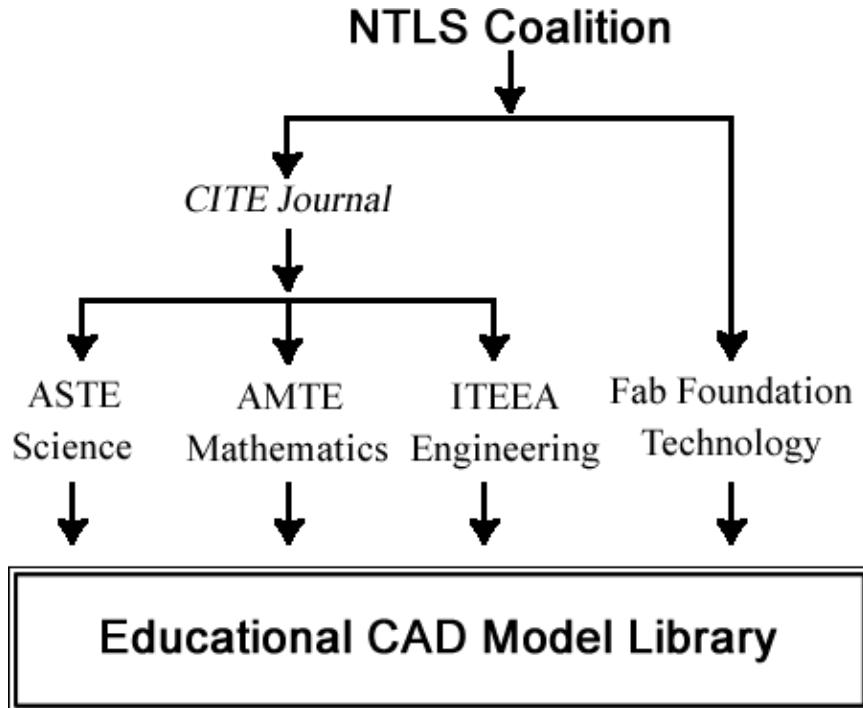 NTLS Coalition
CITE Journal
ASTE
Science
AMTE
Mathematics
ITEEA
Engineering
Fab Foundation
Technology
Educational CAD Model Library